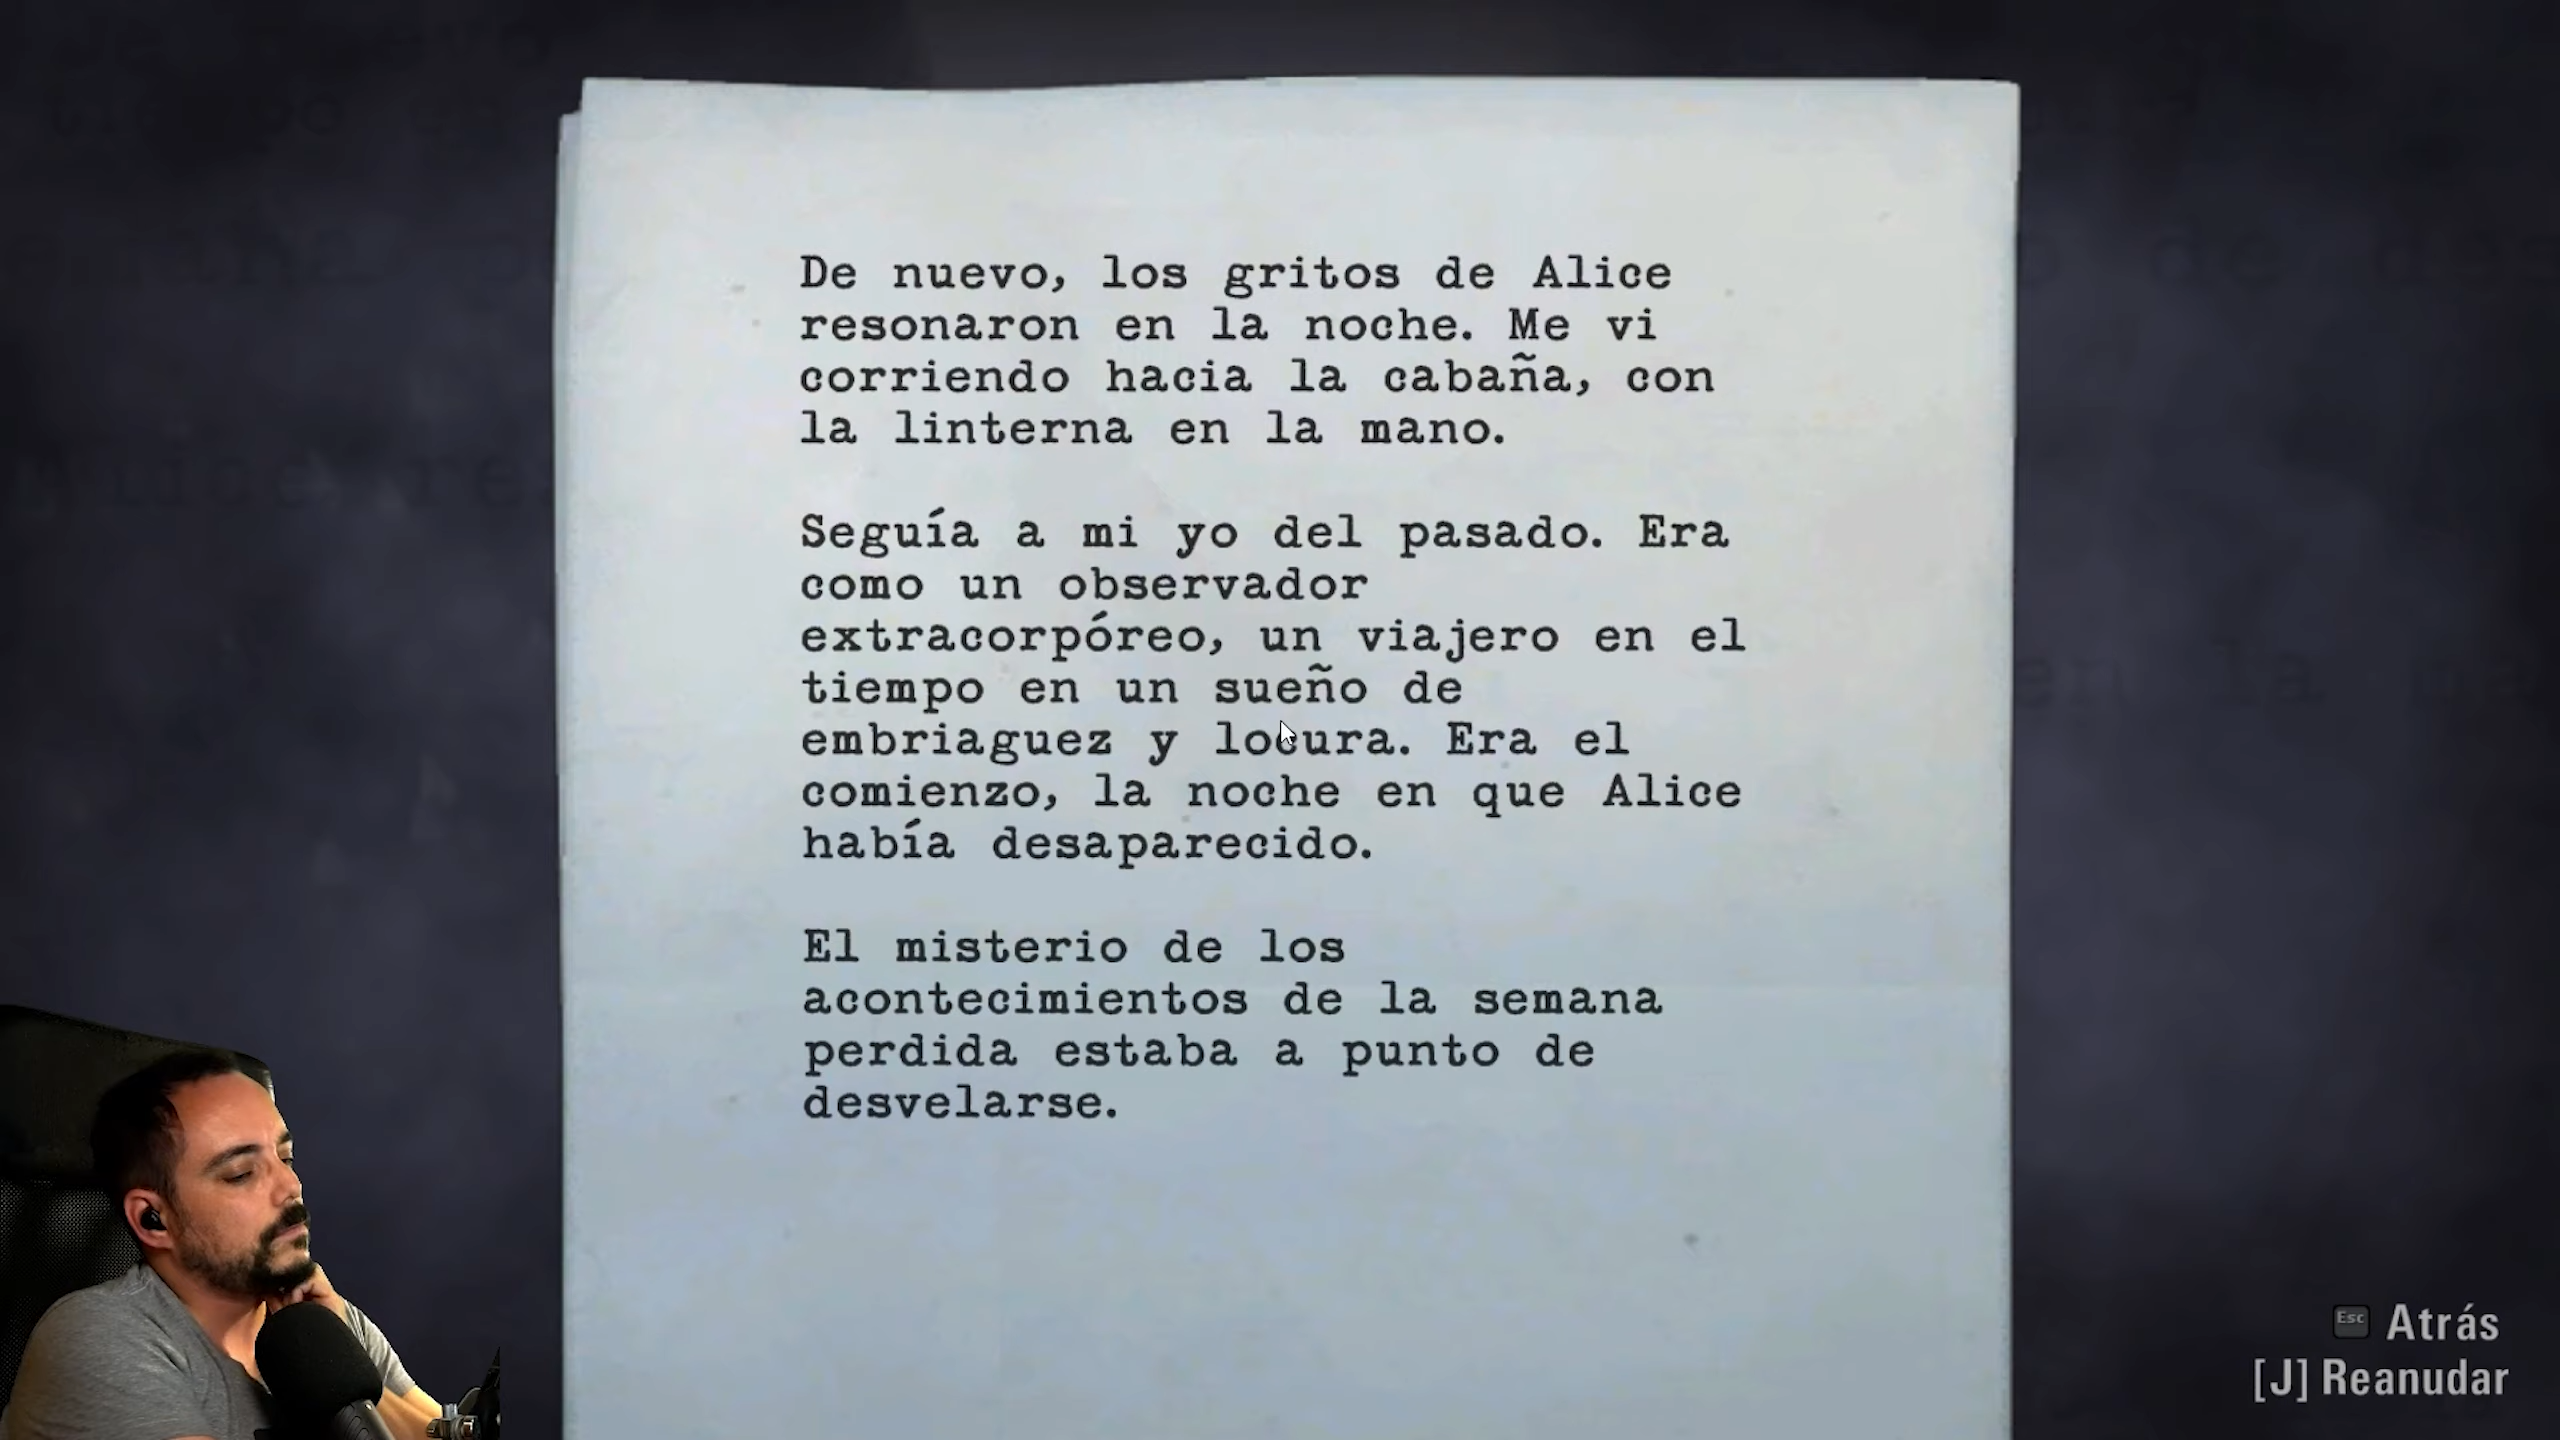 De nuevo, los gritos de Alice
resonaron en la noche. Me vi
corriendo hacia la cabaña, con
la linterna en la mano.
Seguía a mi yo del pasado. Era
como un observador
extracorpóreo, un viajero en el
tiempo en un sueño de
embriaguez y locura. Era el
comienzo, la noche en que Alice
había desaparecido.
El misterio de los
acontecimientos de la semana
perdida estaba a punto de
desvelarse.
Esc Atrás
[J] Reanudar